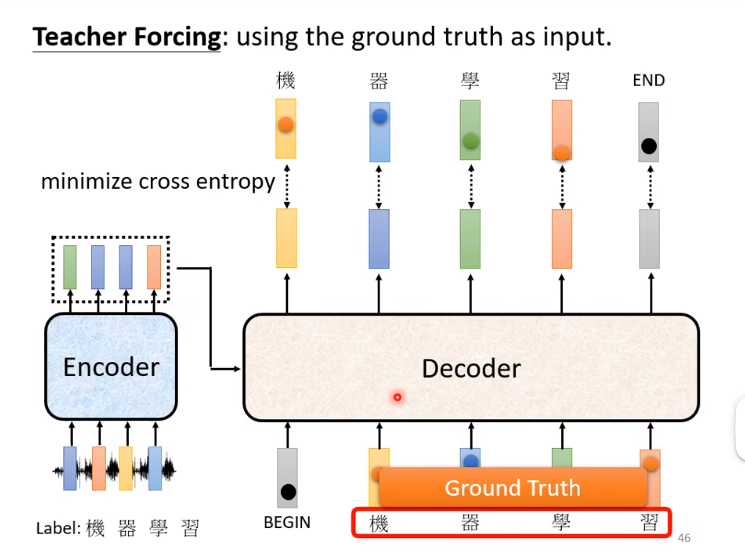 Teacher Forcing: using the ground truth as input.
機 器 學 習 END
minimize cross entropy
Encoder
Decoder
Ground Truth
Label: 機 器 學 習
BEGIN 機 器 學 習
46